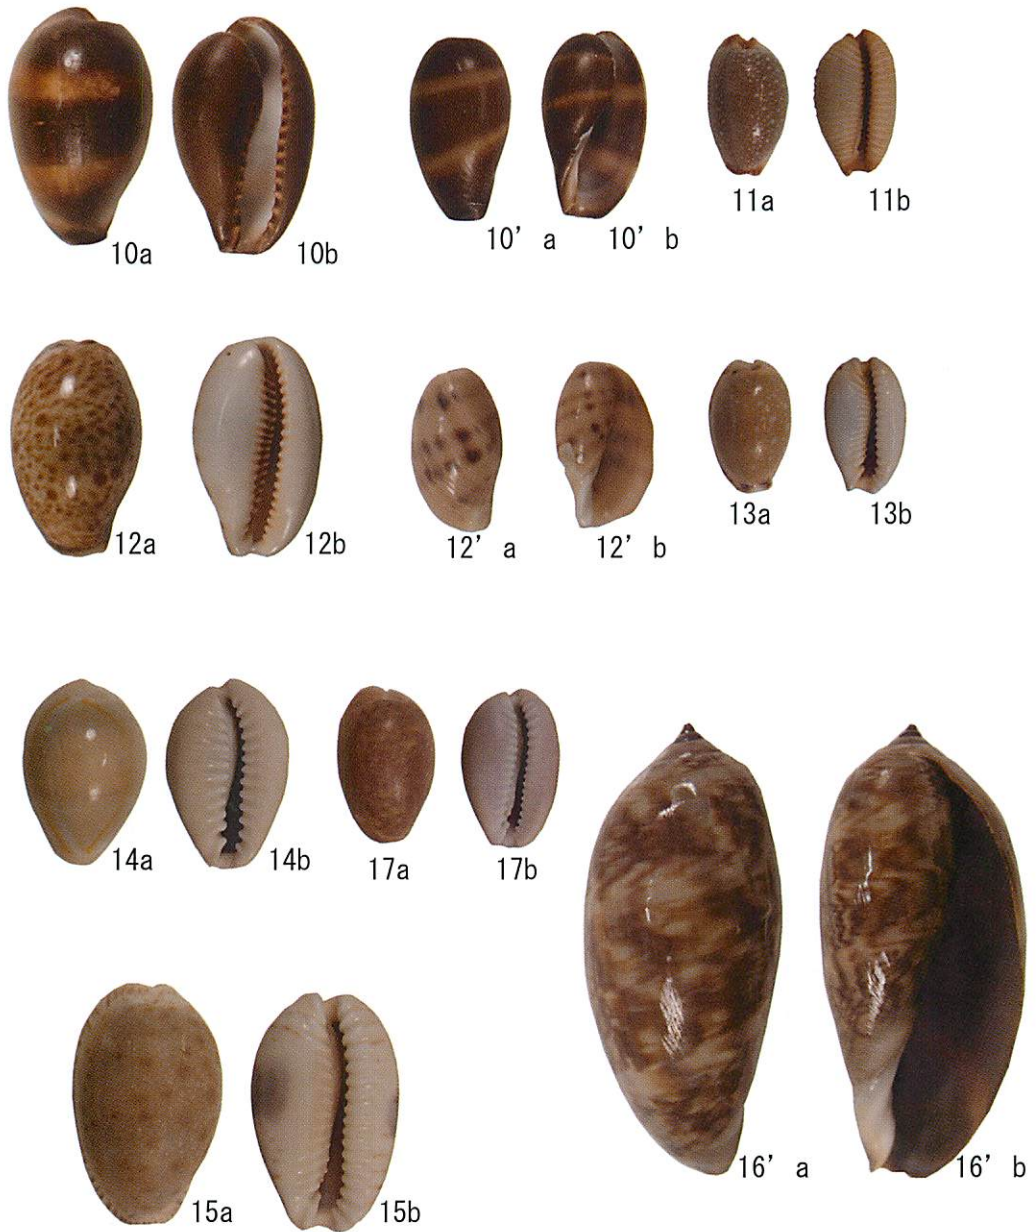 10a 10b 10’ a 10’ b 11a 11b
12a 12b 12’ a 12’ b 13a 13b
14a 14b 17a 17b
15a 15b 16’ a 16’ b